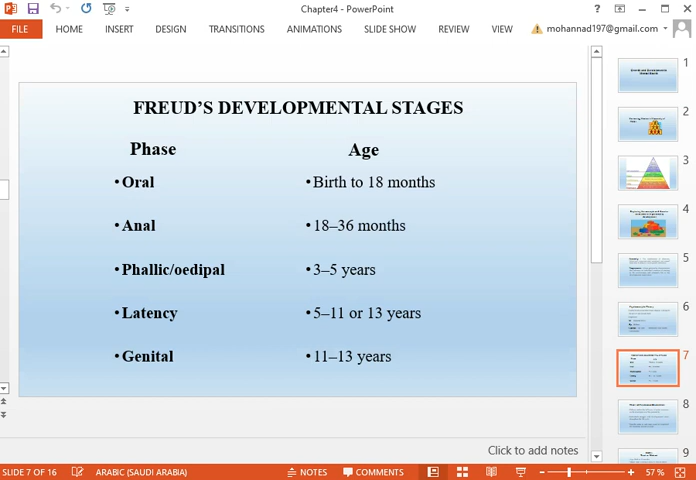 Chapter4 - PowerPoint
?
FILE HOME INSERT DESIGN TRANSITIONS ANIMATIONS SLIDE SHOW REVIEW VIEW mohannad197@gmail.com
FREUD’S DEVELOPMENTAL STAGES
Phase Age
• Oral • Birth to 18 months
• Anal • 18–36 months
• Phallic/oedipal • 3–5 years
• Latency • 5–11 or 13 years
• Genital • 11–13 years
1
2
3
4
5
6
7
8
9
Click to add notes
SLIDE 7 OF 16 ARABIC (SAUDI ARABIA) NOTES COMMENTS 57 %